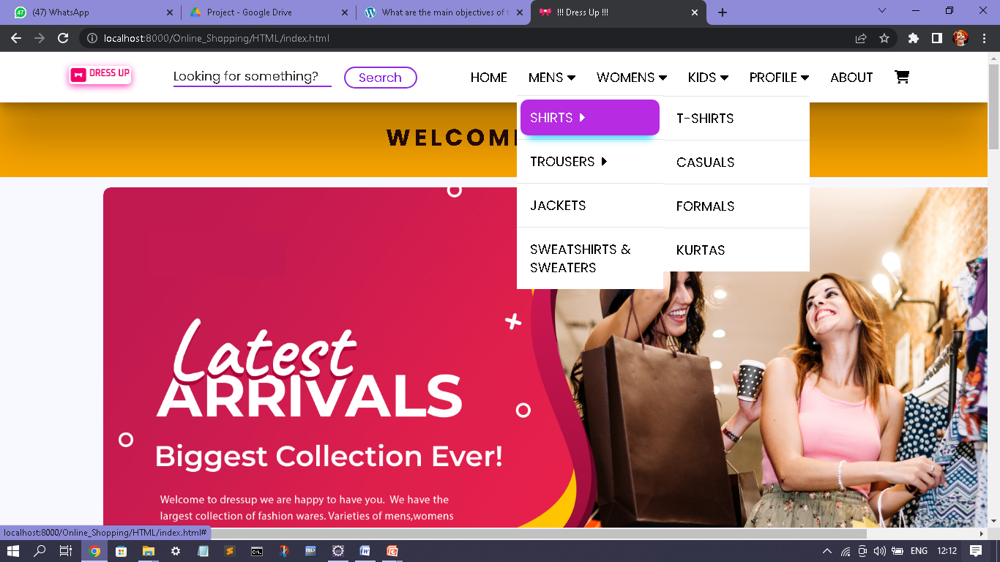 47
(47) WhatsApp
Project - Google Drive
What are the main objectives of t
!!! Dress Up !!!
localhost:8000/Online_Shopping/HTML/index.html
DRESS UP
Looking for something?
Search
HOME
MENS
WOMENS
KIDS
PROFILE
ABOUT
WELCOM
SHIRTS
TROUSERS
JACKETS
SWEATSHIRTS &
SWEATERS
T-SHIRTS
CASUALS
FORMALS
KURTAS
Latest
ARRIVALS
Biggest Collection Ever!
Welcome to dressup we are happy to have you. We have the
largest collection of fashion wares. Varieties of mens,womens
localhost:8000/Online_Shopping/HTML/index.html#
ENG
12:12